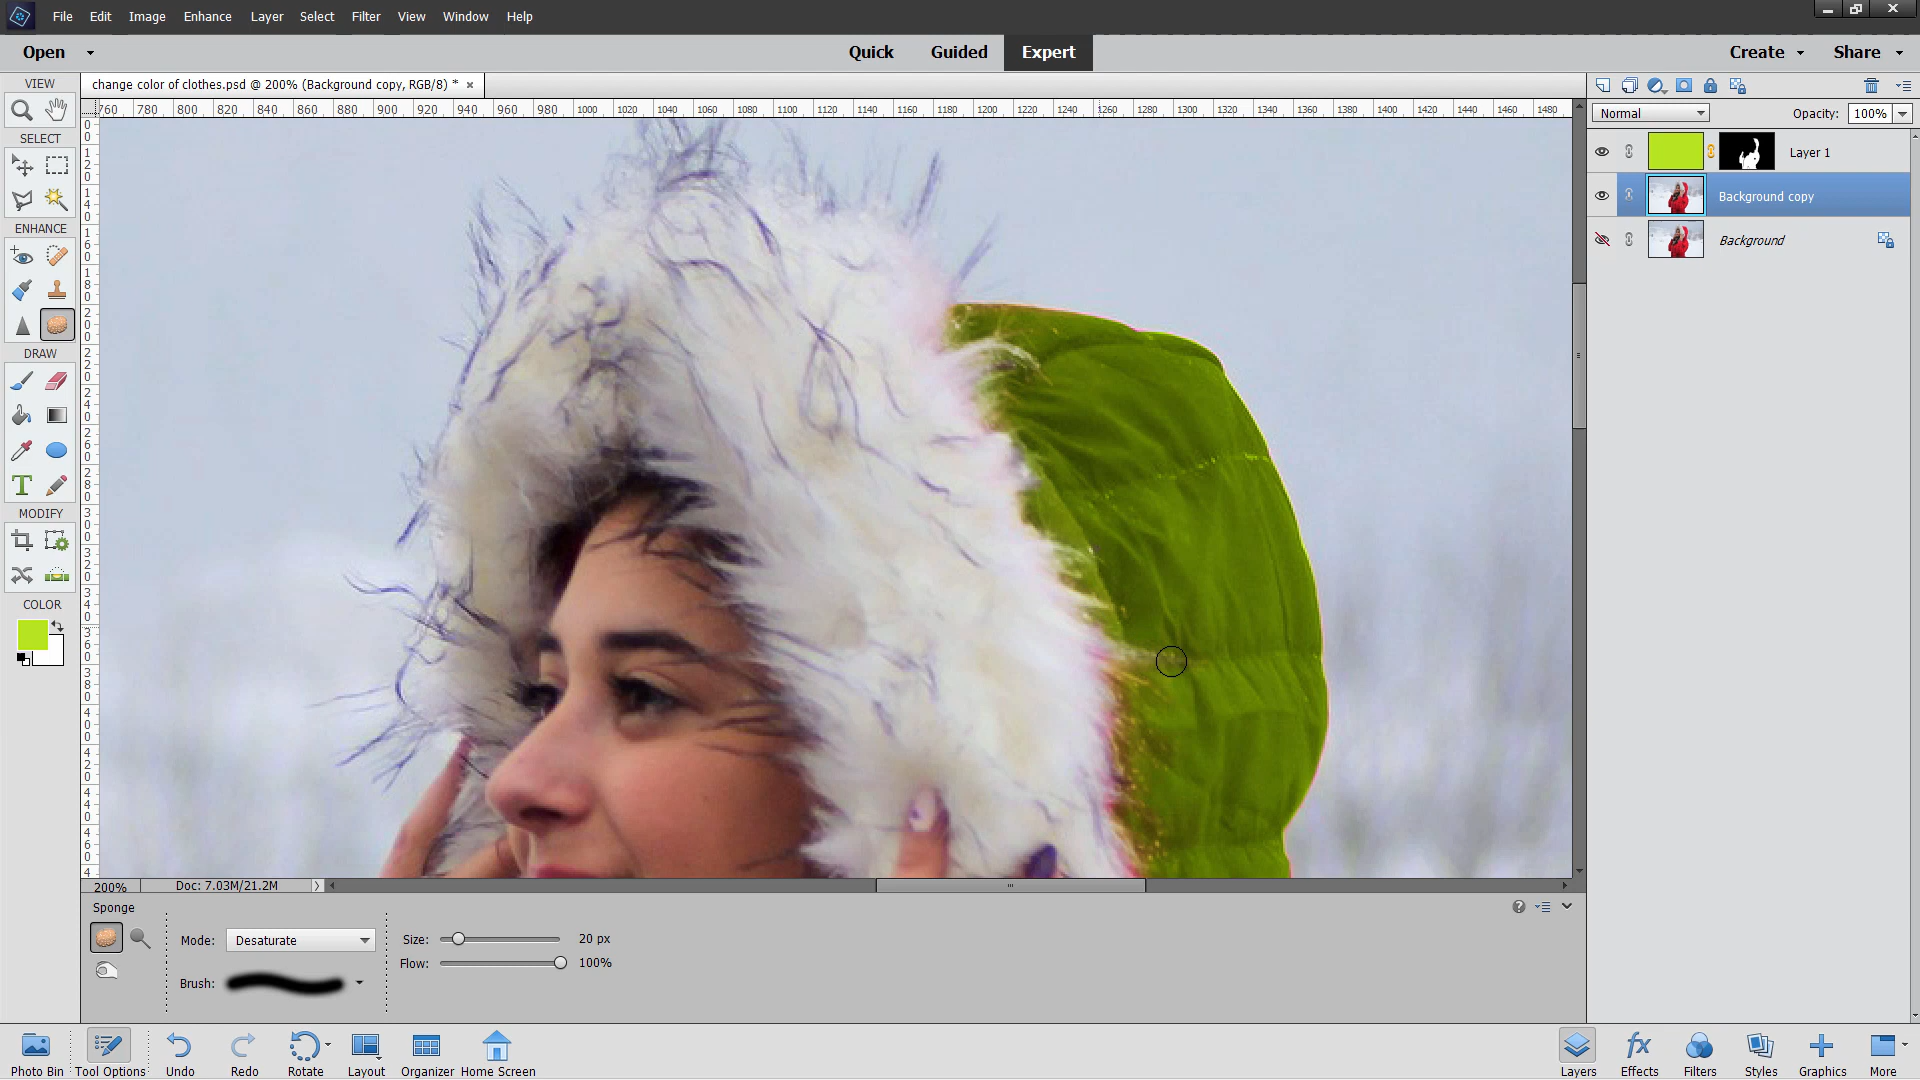 File Edit Image Enhance Layer Select Filter View Window Help
Open Quick Guided Expert Create Share
VIEW
change color of clothes.psd @ 200% (Background copy, RGB/8) * ×
760 780 800 820 840 860 880 900 920 940 960 980 1000 1020 1040 1060 1080 1100 1120 1140 1160 1180 1200 1220 1240 1260 1280 1300 1320 1340 1360 1380 1400 1420 1440 1460 1480
Normal Opacity: 100%
SELECT
Layer 1
Background copy
ENHANCE
Background
DRAW
T
MODIFY
COLOR
200% Doc: 7.03M/21.2M
Sponge
Mode: Desaturate Size: 20 px
Flow: 100%
Brush:
Photo Bin Tool Options Undo Redo Rotate Layout Organizer Home Screen Layers Effects Filters Styles Graphics More